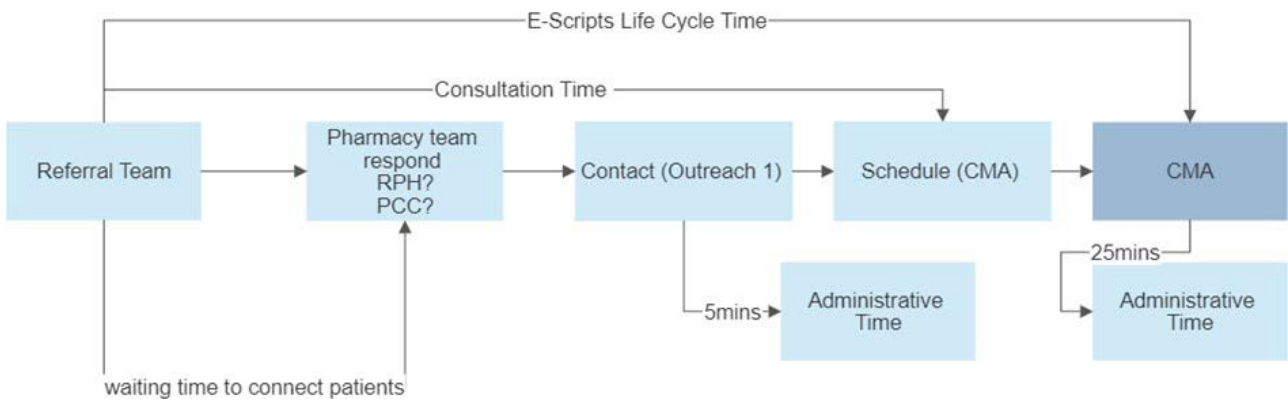 E-Scripts Life Cycle Time
Consultation Time
Referral Team
Pharmacy team
respond
RPH?
PCC?
Contact (Outreach 1)
Schedule (CMA)
CMA
5mins
Administrative
Time
25mins
Administrative
Time
waiting time to connect patients